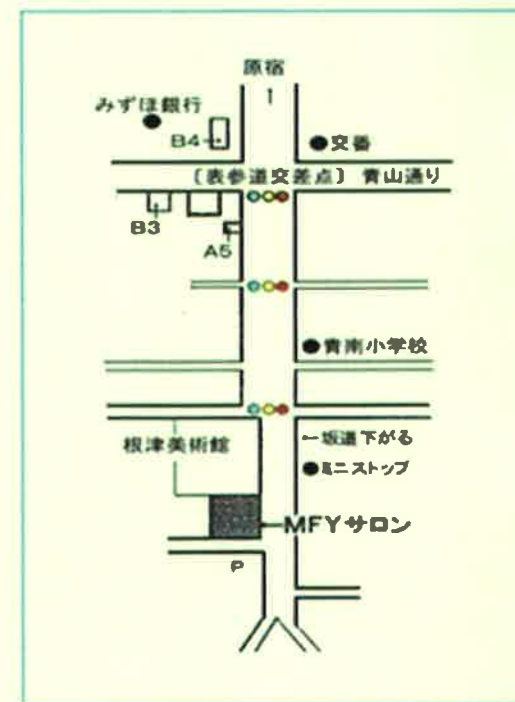 原宿
みずほ銀行
B4
交番
〔表参道交差点〕 青山通り
B3
A5
青南小学校
根津美術館
←坂道下がる
ミニストップ
MFYサロン
P